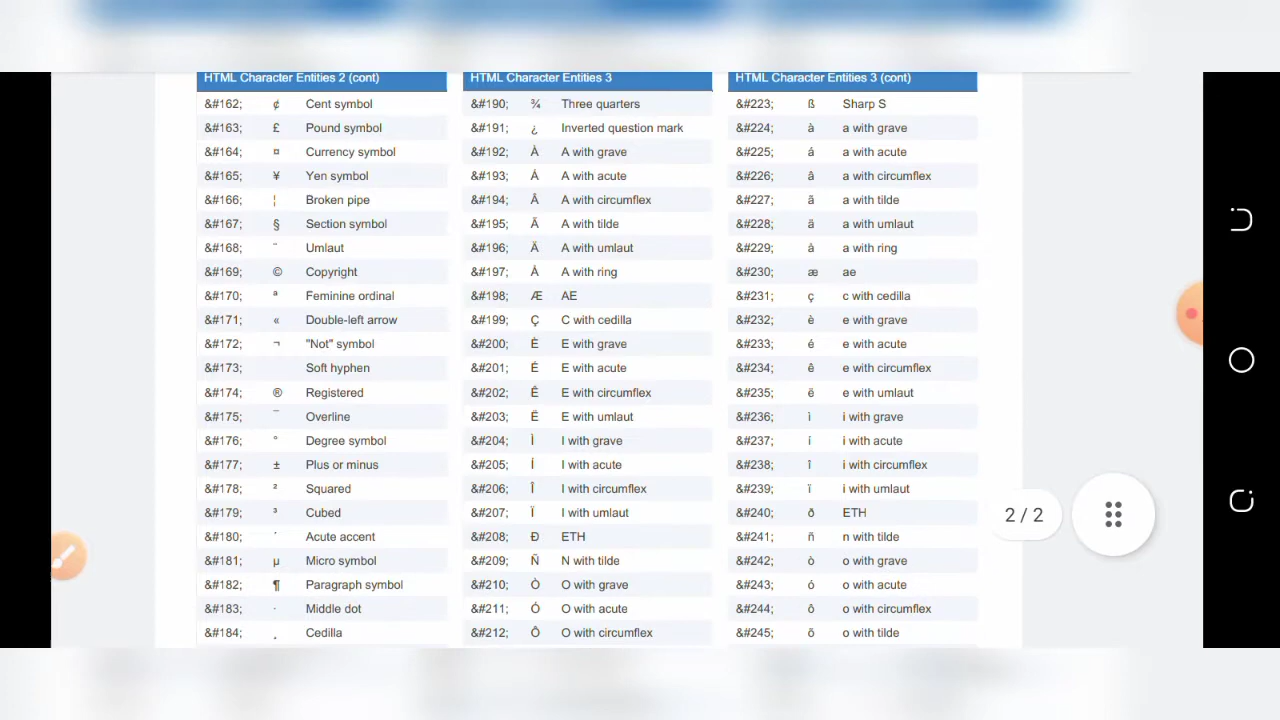 HTML Character Entities 2 (cont)
&#162; ¢ Cent symbol
&#163; £ Pound symbol
&#164; ¤ Currency symbol
&#165; ¥ Yen symbol
&#166; ¦ Broken pipe
&#167; § Section symbol
&#168; ¨ Umlaut
&#169; © Copyright
&#170; ª Feminine ordinal
&#171; « Double-left arrow
&#172; ¬ "Not" symbol
&#173; Soft hyphen
&#174; ® Registered
&#175; ¯ Overline
&#176; ° Degree symbol
&#177; ± Plus or minus
&#178; ² Squared
&#179; ³ Cubed
&#180; ´ Acute accent
&#181; µ Micro symbol
&#182; ¶ Paragraph symbol
&#183; · Middle dot
&#184; ¸ Cedilla
HTML Character Entities 3
&#190; ¾ Three quarters
&#191; ¿ Inverted question mark
&#192; À A with grave
&#193; Á A with acute
&#194; Â A with circumflex
&#195; Ã A with tilde
&#196; Ä A with umlaut
&#197; Å A with ring
&#198; Æ AE
&#199; Ç C with cedilla
&#200; È E with grave
&#201; É E with acute
&#202; Ê E with circumflex
&#203; Ë E with umlaut
&#204; Ì I with grave
&#205; Í I with acute
&#206; Î I with circumflex
&#207; Ï I with umlaut
&#208; Ð ETH
&#209; Ñ N with tilde
&#210; Ò O with grave
&#211; Ó O with acute
&#212; Ô O with circumflex
HTML Character Entities 3 (cont)
&#223; ß Sharp S
&#224; à a with grave
&#225; á a with acute
&#226; â a with circumflex
&#227; ã a with tilde
&#228; ä a with umlaut
&#229; å a with ring
&#230; æ ae
&#231; ç c with cedilla
&#232; è e with grave
&#233; é e with acute
&#234; ê e with circumflex
&#235; ë e with umlaut
&#236; ì i with grave
&#237; í i with acute
&#238; î i with circumflex
&#239; ï i with umlaut
&#240; ð ETH
&#241; ñ n with tilde
&#242; ò o with grave
&#243; ó o with acute
&#244; ô o with circumflex
&#245; õ o with tilde
2 / 2